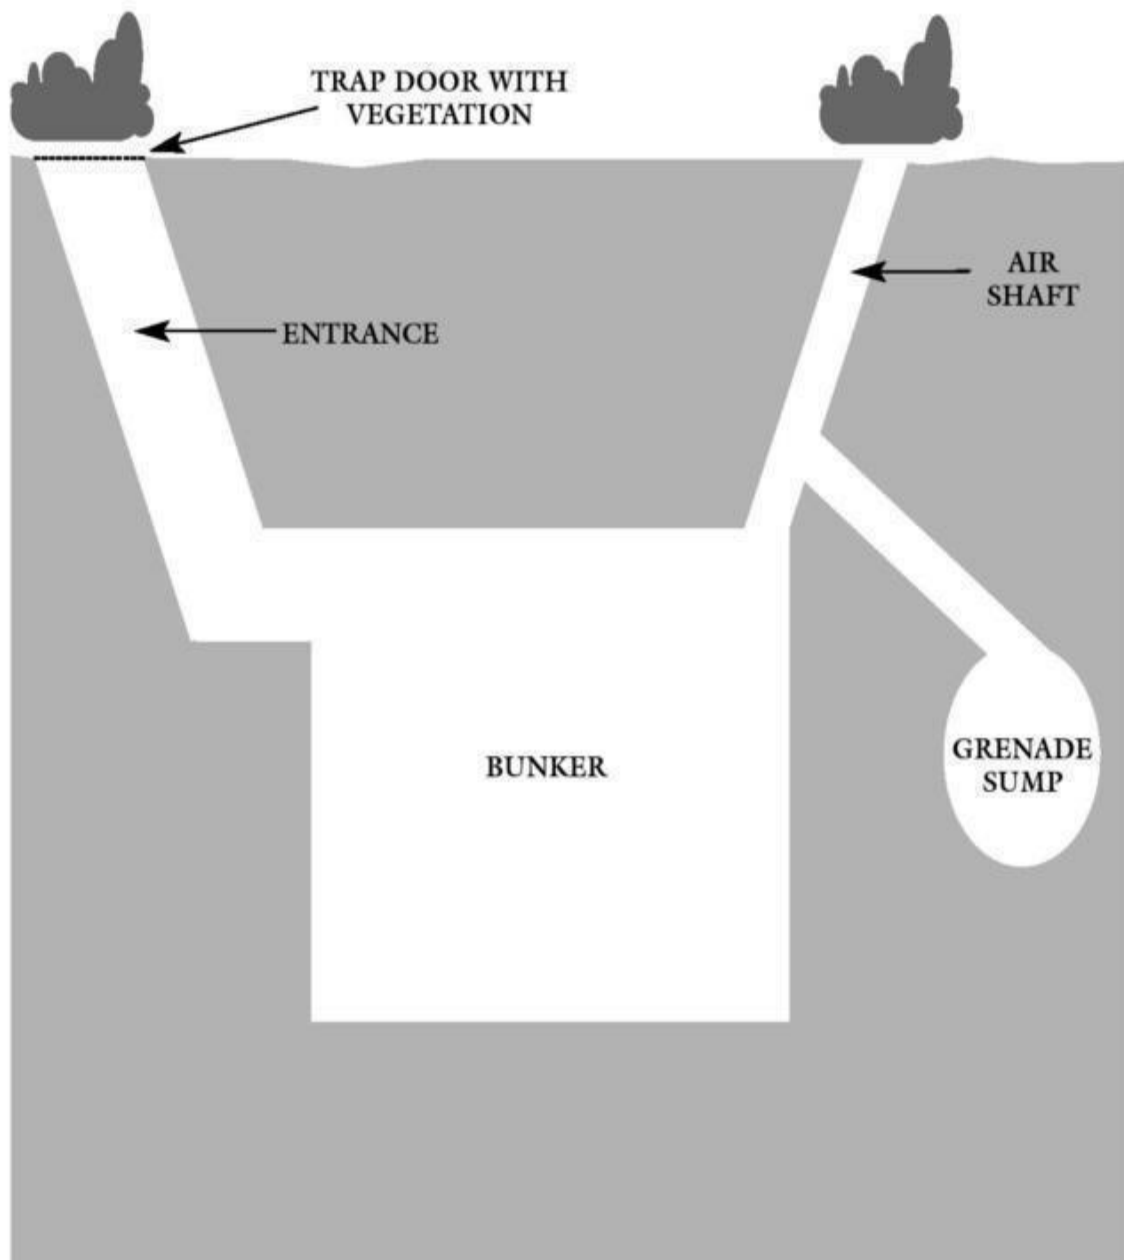 TRAP DOOR WITH
VEGETATION
AIR
SHAFT
ENTRANCE
GRENADE
SUMP
BUNKER